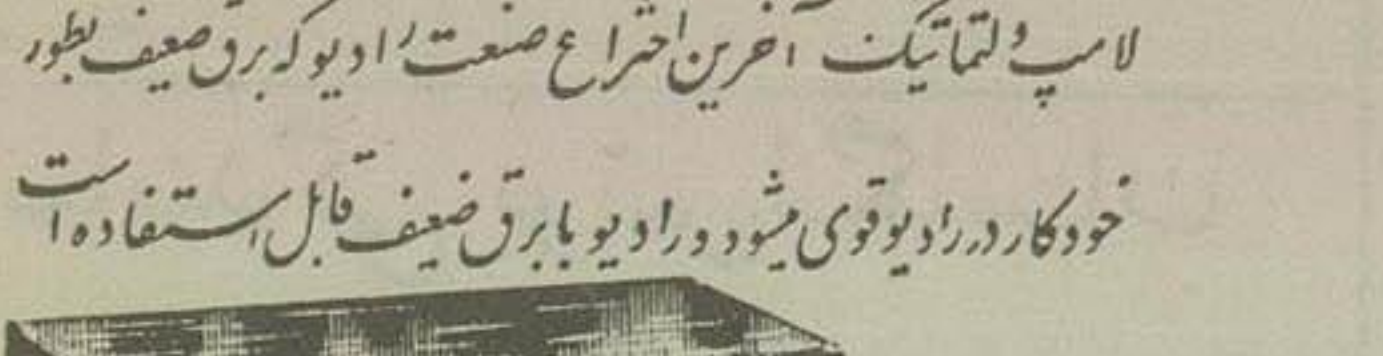 لامپ ولتماتیک آخرین اختراع صنعت رادیو که برق ضعیف بطور
خودکار در رادیو قوی میشود و رادیو با برق ضعیف قابل استفاده است